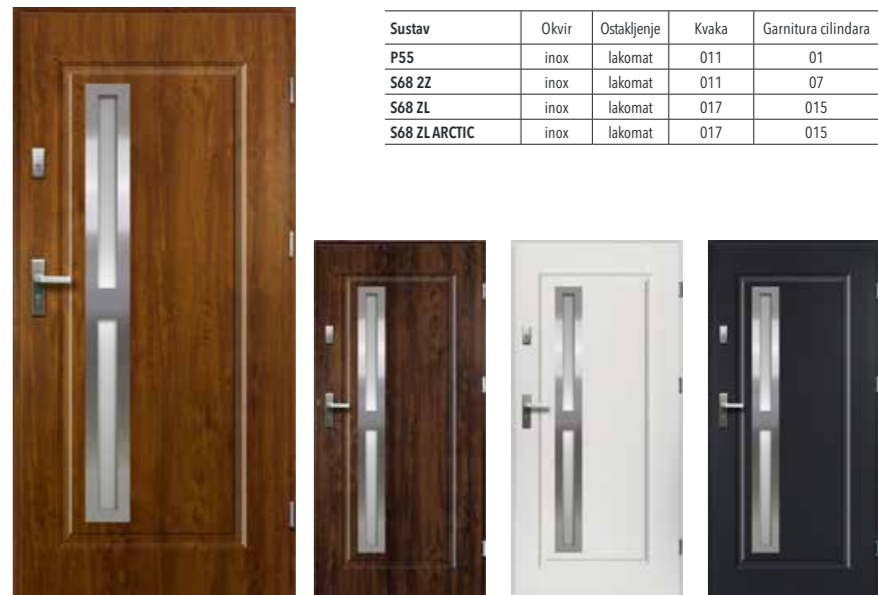 Sustav Okvir Ostakljenje Kvaka Garnitura cilindara
P55 inox lakomat 011 01
S68 2Z inox lakomat 011 07
S68 ZL inox lakomat 017 015
S68 ZL ARCTIC inox lakomat 017 015